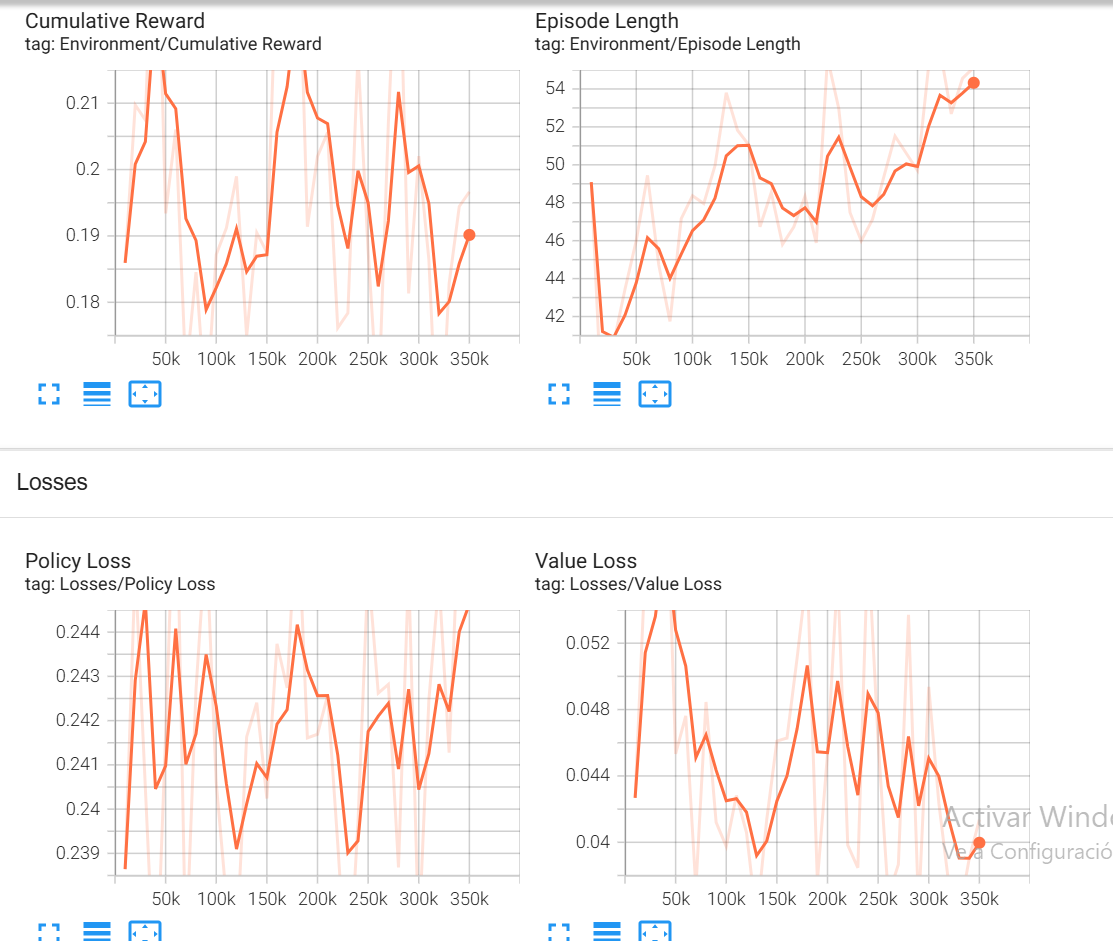 Cumulative Reward
tag: Environment/Cumulative Reward
0.21
0.2
0.19
0.18
50k 100k 150k 200k 250k 300k 350k
Episode Length
tag: Environment/Episode Length
54
52
50
48
46
44
42
50k 100k 150k 200k 250k 300k 350k
Losses
Policy Loss
tag: Losses/Policy Loss
0.244
0.243
0.242
0.241
0.24
0.239
50k 100k 150k 200k 250k 300k 350k
Value Loss
tag: Losses/Value Loss
0.052
0.048
0.044
0.04
50k 100k 150k 200k 250k 300k 350k
Activar Wind
Ve a Configuració